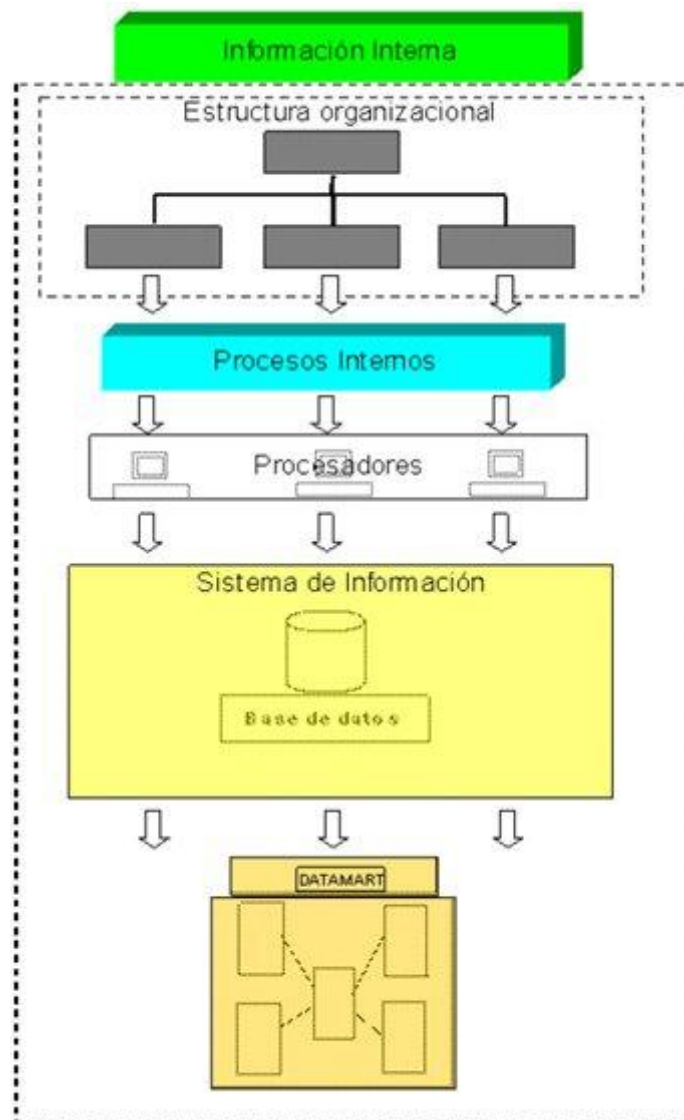 Información Interna
Estructura organizacional
Procesos Internos
Procesadores
Sistema de Información
Base de datos
DATAMART